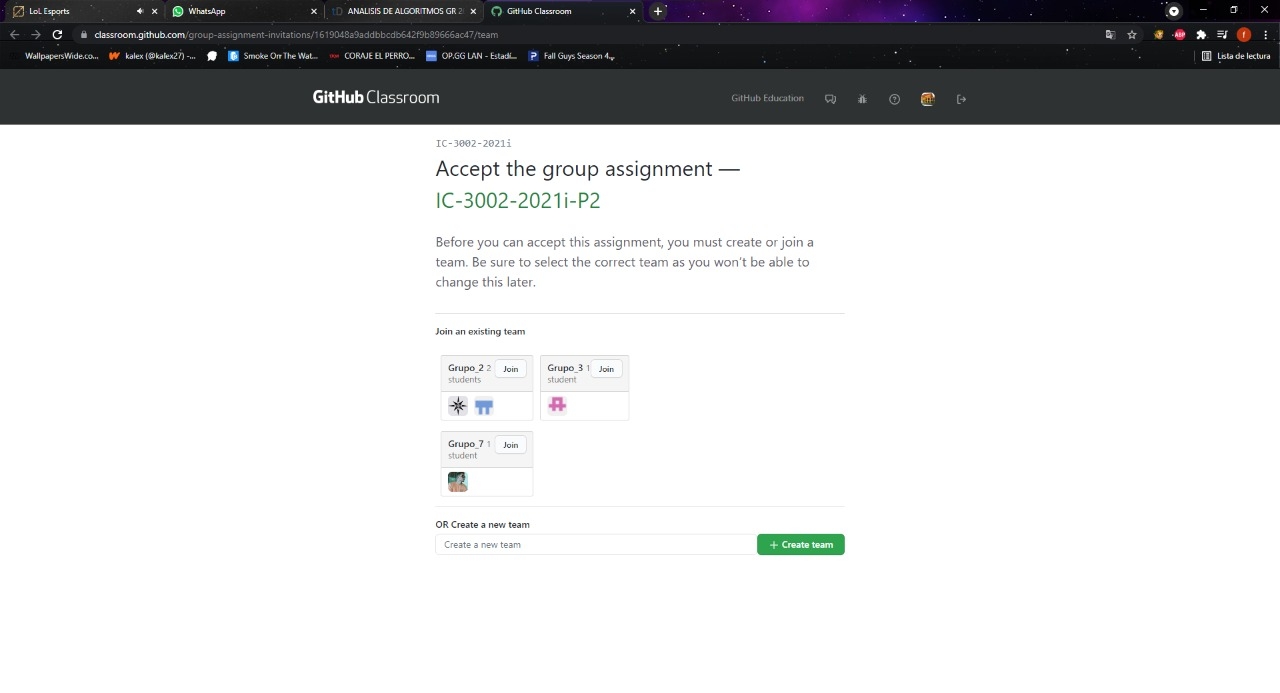 LoL Esports
WhatsApp
ANALISIS DE ALGORITMOS GR 2
GitHub Classroom
classroom.github.com/group-assignment-invitations/1619048a9addbbcdb642f9b89666ac47/team
WallpapersWide.co...
kalex (@kalex27) -...
Smoke On The Wat...
CORAJE EL PERRO...
OP.GG LAN - Estadí...
Fall Guys Season 4...
Lista de lectura
GitHub Classroom
GitHub Education
IC-3002-2021i
Accept the group assignment —
IC-3002-2021i-P2
Before you can accept this assignment, you must create or join a
team. Be sure to select the correct team as you won't be able to
change this later.
Join an existing team
Grupo_2 2 students
Join
Grupo_3 1 student
Join
Grupo_7 1 student
Join
OR Create a new team
Create a new team
+ Create team